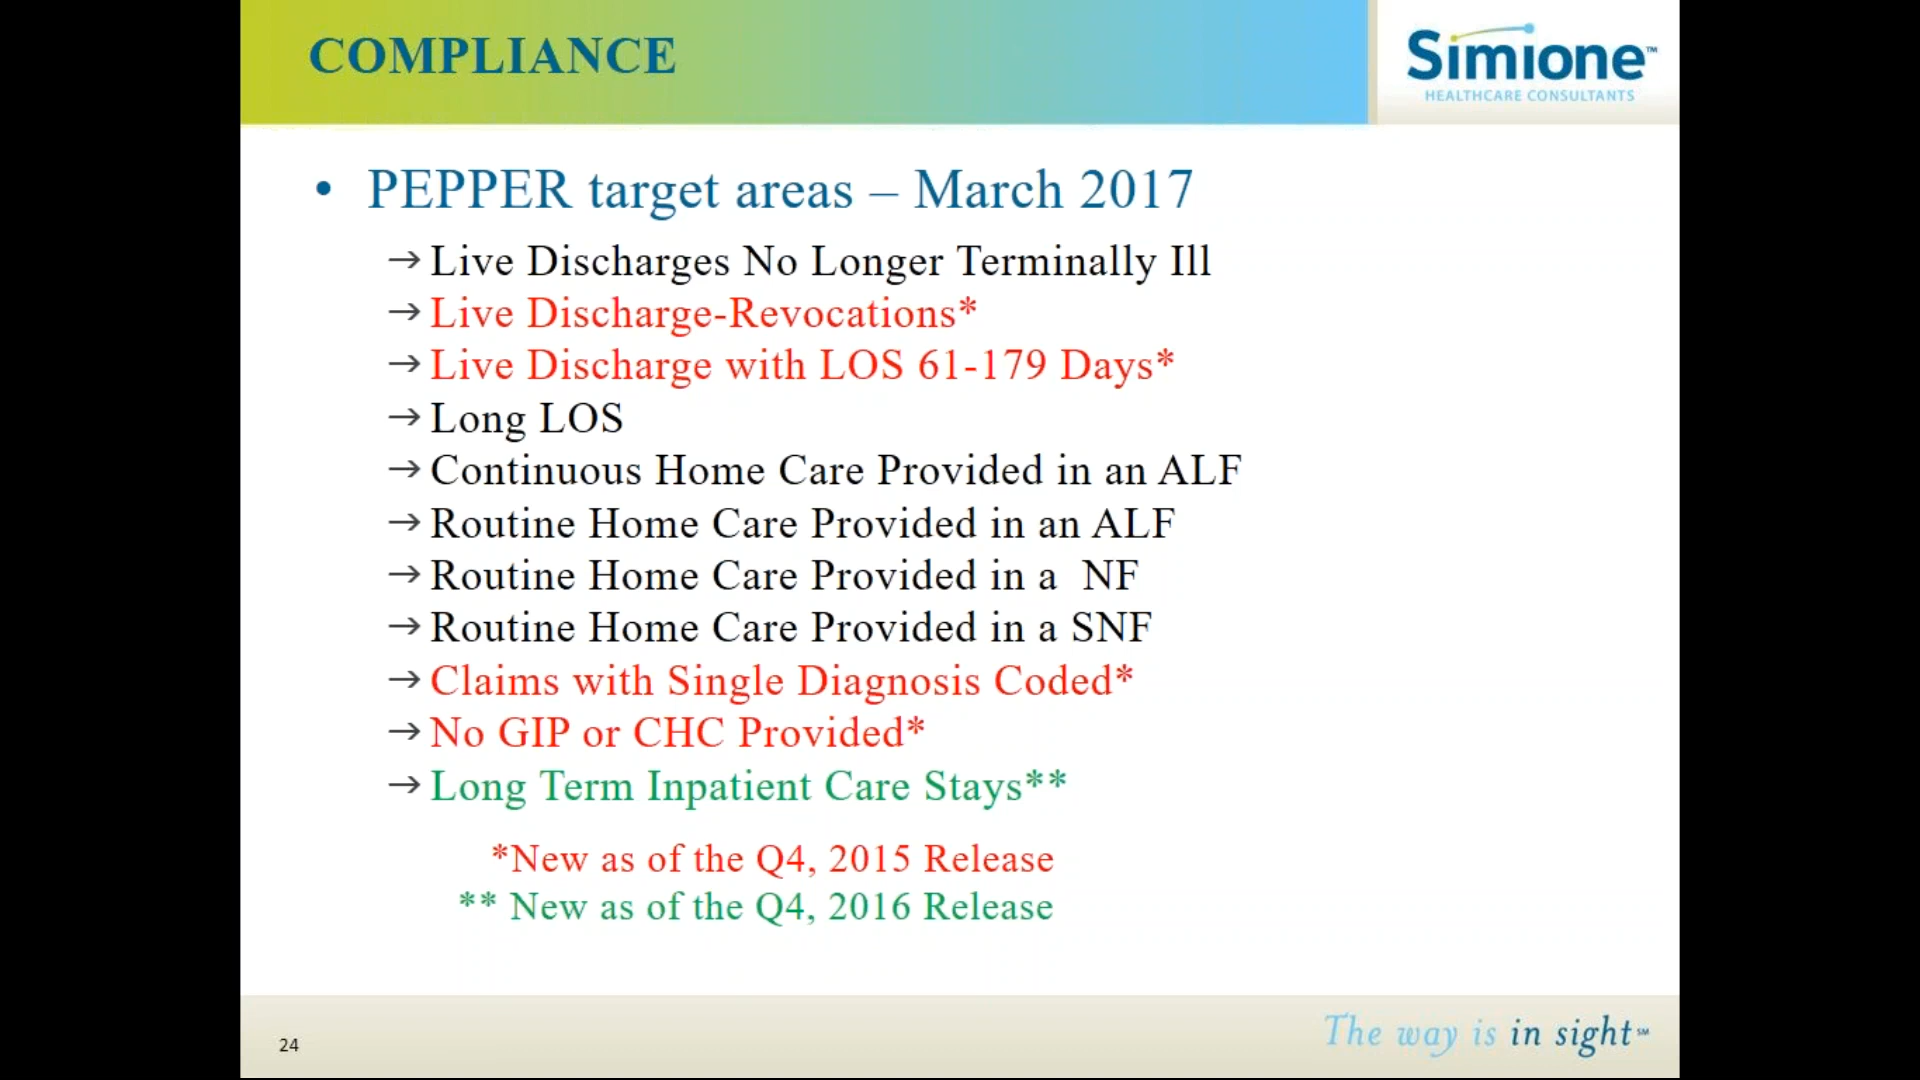 COMPLIANCE
Simione™
HEALTHCARE CONSULTANTS
• PEPPER target areas – March 2017
→ Live Discharges No Longer Terminally Ill
→ Live Discharge-Revocations*
→ Live Discharge with LOS 61-179 Days*
→ Long LOS
→ Continuous Home Care Provided in an ALF
→ Routine Home Care Provided in an ALF
→ Routine Home Care Provided in a  NF
→ Routine Home Care Provided in a SNF
→ Claims with Single Diagnosis Coded*
→ No GIP or CHC Provided*
→ Long Term Inpatient Care Stays**
*New as of the Q4, 2015 Release
** New as of the Q4, 2016 Release
24
The way is in sight℠